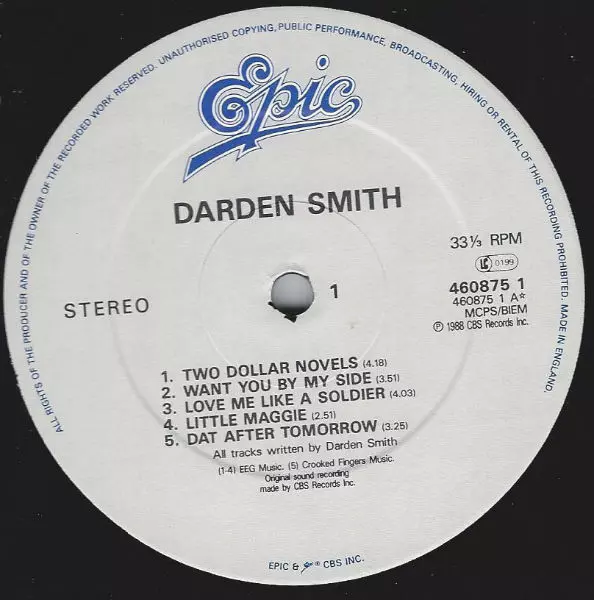 ALL RIGHTS OF THE PRODUCER AND OF THE OWNER OF THE RECORDED WORK RESERVED. UNAUTHORISED COPYING, PUBLIC PERFORMANCE, BROADCASTING, HIRING OR RENTAL OF THIS RECORDING PROHIBITED. MADE IN ENGLAND.
Epic
DARDEN SMITH
33⅓ RPM
LC 0199
STEREO
1
460875 1
460875 1 A*
MCPS/BIEM
℗ 1988 CBS Records Inc.
1. TWO DOLLAR NOVELS (4.18)
2. WANT YOU BY MY SIDE (3.51)
3. LOVE ME LIKE A SOLDIER (4.03)
4. LITTLE MAGGIE (2.51)
5. DAT AFTER TOMORROW (3.25)
All tracks written by Darden Smith
(1-4) EEG Music. (5) Crooked Fingers Music.
Original sound recording
made by CBS Records Inc.
EPIC & ® CBS INC.